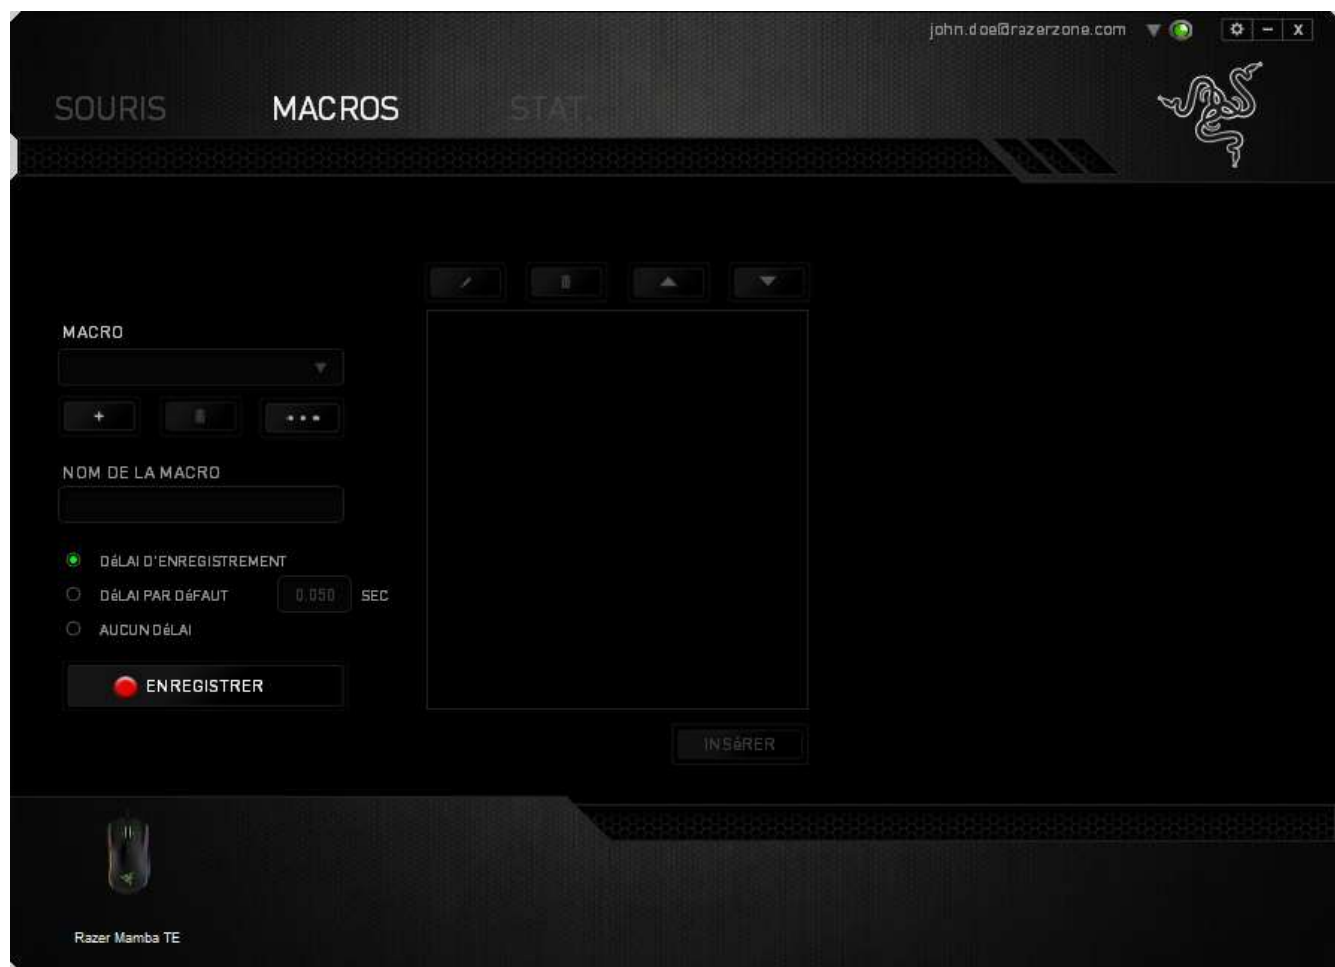 john.doe@razerzone.com
SOURIS MACROS STAT.
MACRO
NOM DE LA MACRO
DéLAI D'ENREGISTREMENT
DéLAI PAR DéFAUT 0.050 SEC
AUCUN DéLAI
ENREGISTRER
INSéRER
Razer Mamba TE